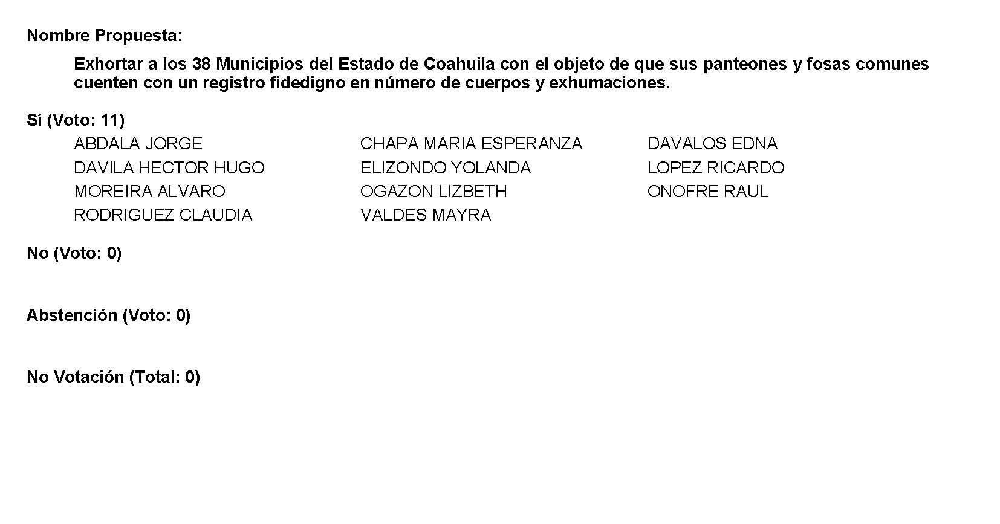 Nombre Propuesta:
Exhortar a los 38 Municipios del Estado de Coahuila con el objeto de que sus panteones y fosas comunes
cuenten con un registro fidedigno en número de cuerpos y exhumaciones.
Sí (Voto: 11)
ABDALA JORGE CHAPA MARIA ESPERANZA DAVALOS EDNA
DAVILA HECTOR HUGO ELIZONDO YOLANDA LOPEZ RICARDO
MOREIRA ALVARO OGAZON LIZBETH ONOFRE RAUL
RODRIGUEZ CLAUDIA VALDES MAYRA
No (Voto: 0)
Abstención (Voto: 0)
No Votación (Total: 0)